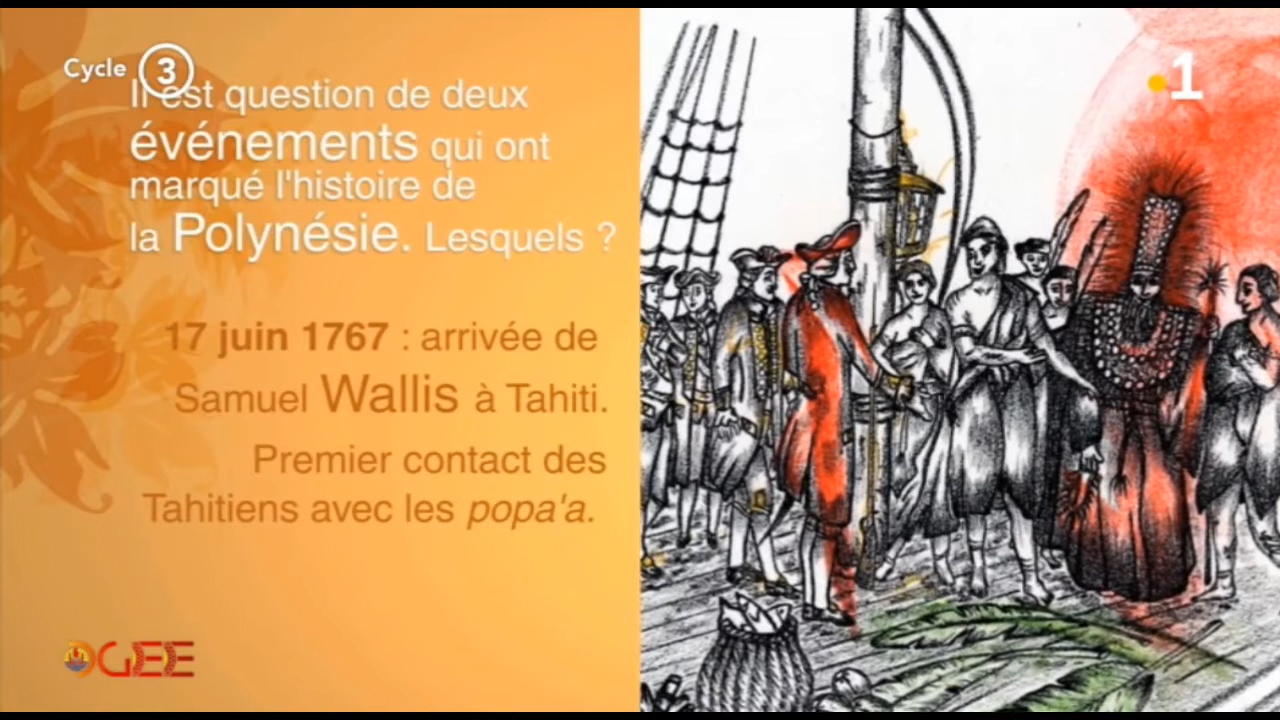 Cycle 3
Il est question de deux
événements qui ont
marqué l'histoire de
la Polynésie. Lesquels ?
17 juin 1767 : arrivée de
Samuel Wallis à Tahiti.
Premier contact des
Tahitiens avec les popa'a.
DGEE
1